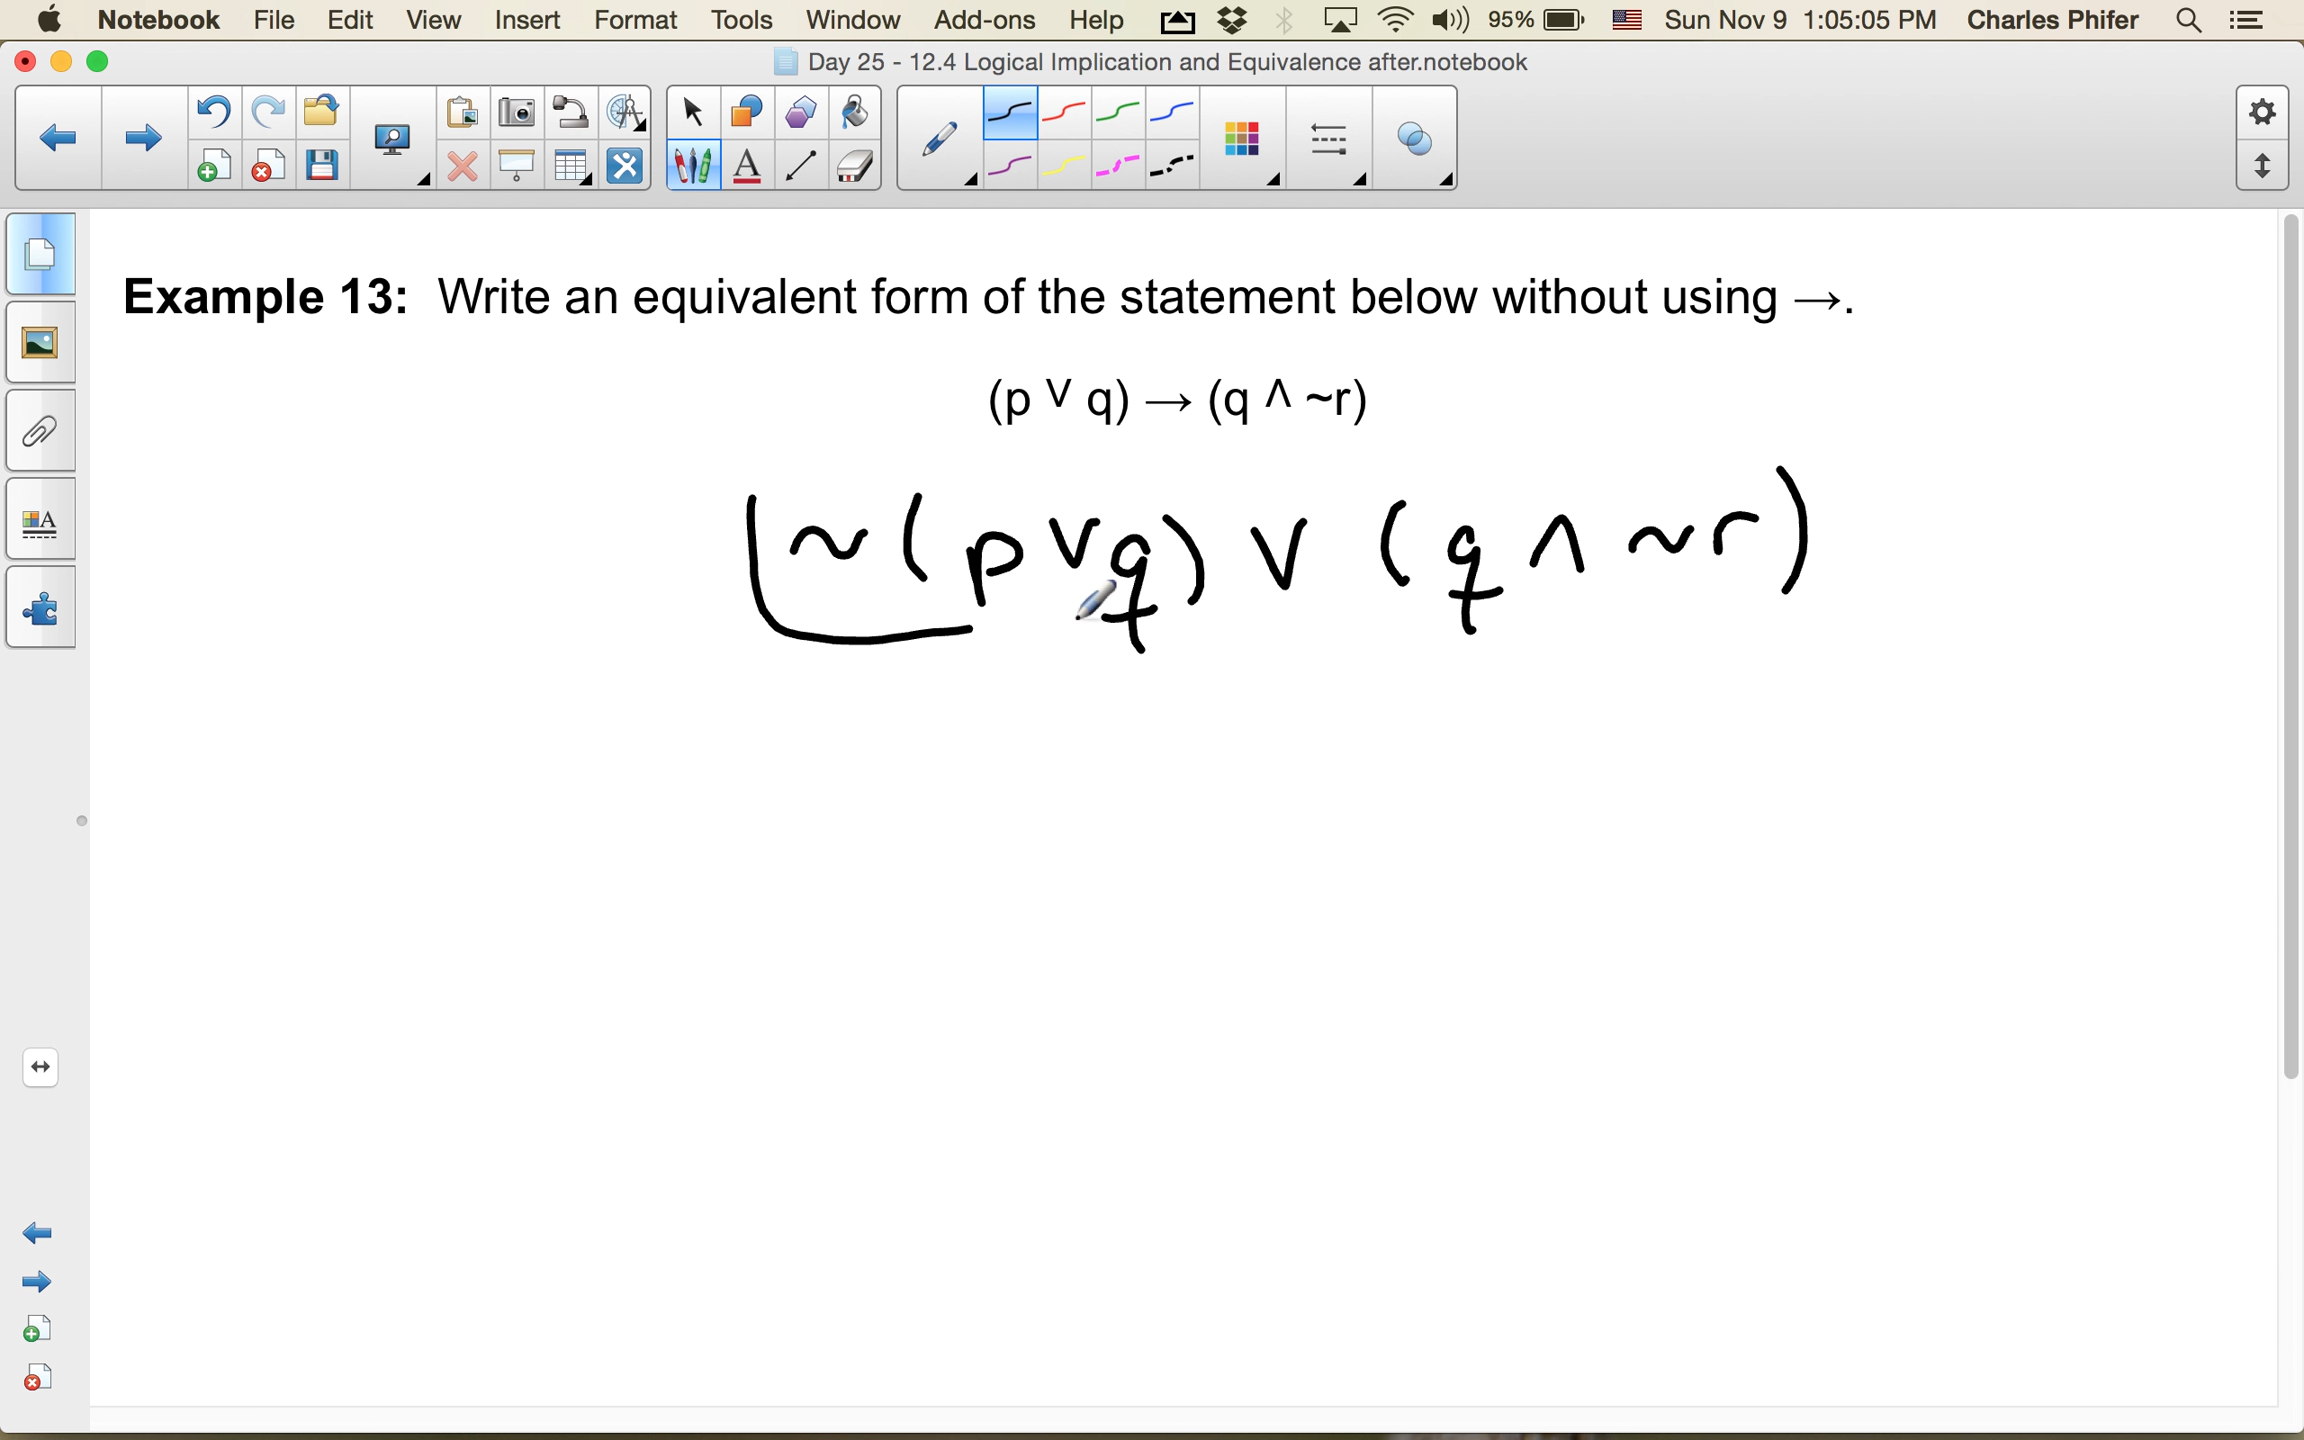 Notebook File Edit View Insert Format Tools Window Add-ons Help 95% Sun Nov 9 1:05:05 PM Charles Phifer
Day 25 - 12.4 Logical Implication and Equivalence after.notebook
Example 13: Write an equivalent form of the statement below without using →.
(p ∨ q) → (q ∧ ~r)
~(p∨q) ∨ (q ∧ ~r)